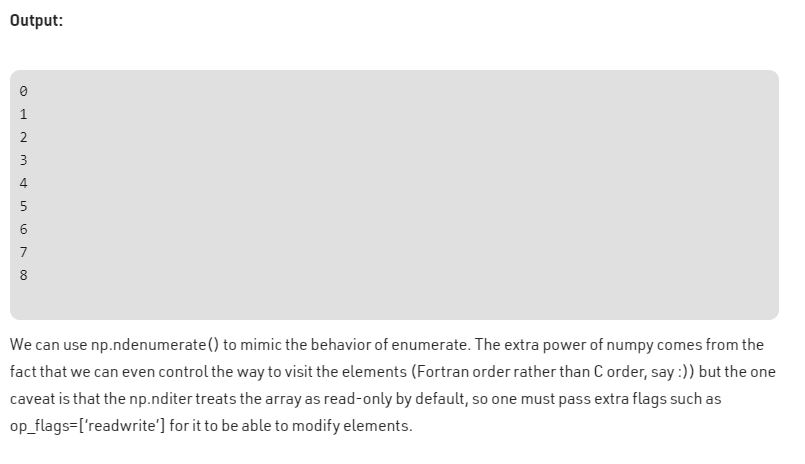 Output:
0
1
2
3
4
5
6
7
8
We can use np.ndenumerate() to mimic the behavior of enumerate. The extra power of numpy comes from the
fact that we can even control the way to visit the elements (Fortran order rather than C order, say :)) but the one
caveat is that the np.nditer treats the array as read-only by default, so one must pass extra flags such as
op_flags=[‘readwrite’] for it to be able to modify elements.